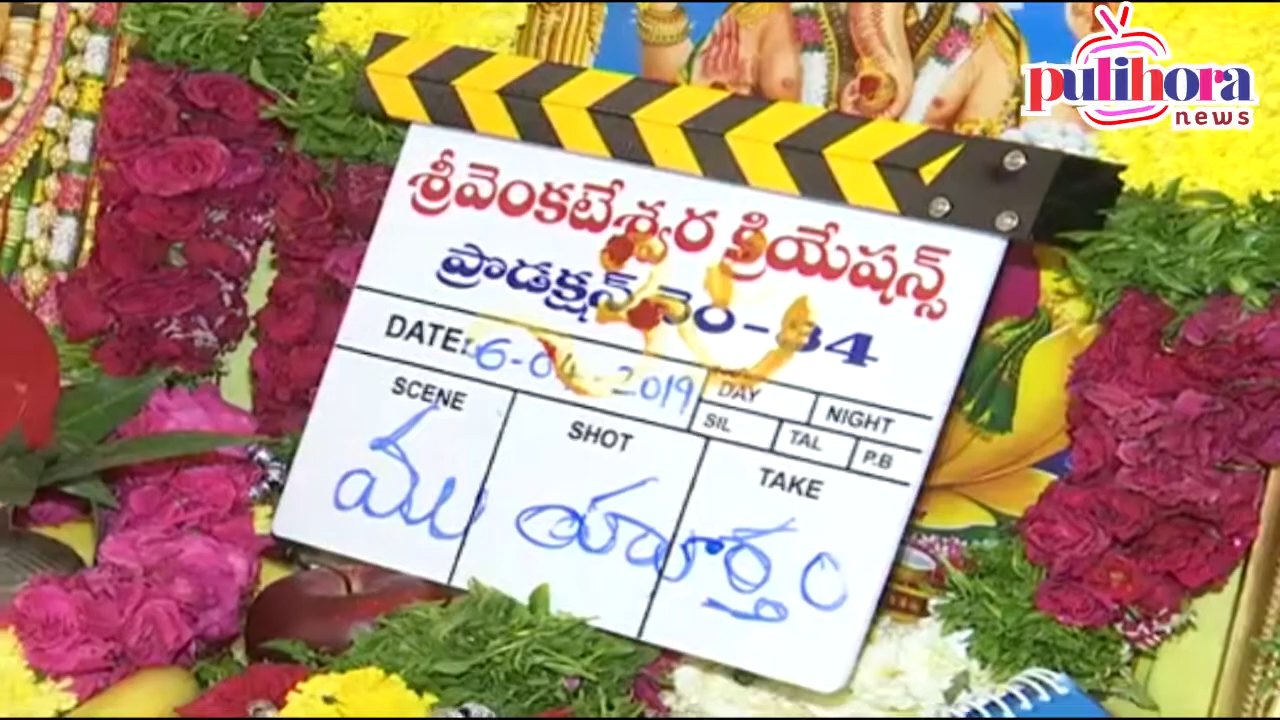 pulihora
news
శ్రీవెంకటేశ్వర క్రియేషన్స్
ప్రొడక్షన్ నెం-34
DATE: 6-04-2019
DAY
NIGHT
SIL
TAL
P.B
SCENE
SHOT
TAKE
ముహూర్తం